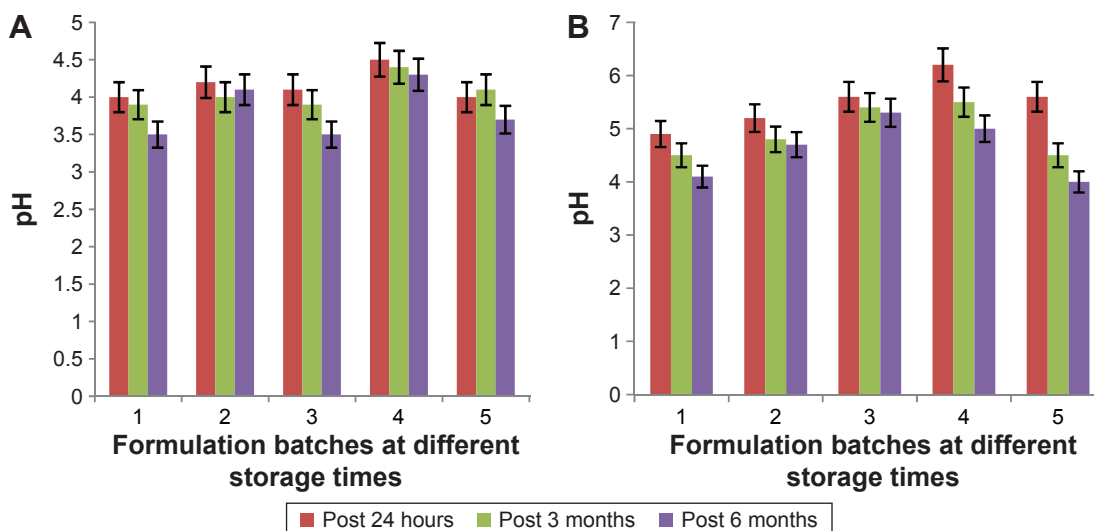 A
5
4.5
4
3.5
3
2.5
2
1.5
1
0.5
0
pH
1 2 3 4 5
Formulation batches at different
storage times
B
7
6
5
4
3
2
1
0
pH
1 2 3 4 5
Formulation batches at different
storage times
Post 24 hours Post 3 months Post 6 months